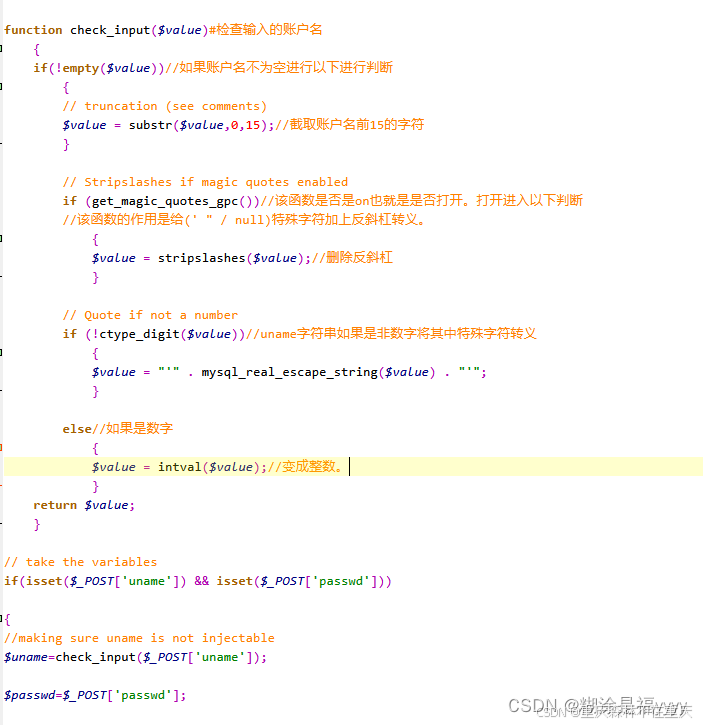 function check_input($value)#检查输入的账户名
{
if(!empty($value))//如果账户名不为空进行以下进行判断
{
// truncation (see comments)
$value = substr($value,0,15);//截取账户名前15的字符
}
// Stripslashes if magic quotes enabled
if (get_magic_quotes_gpc())//该函数是否是on也就是是否打开。打开进入以下判断
//该函数的作用是给(' " / null)特殊字符加上反斜杠转义。
{
$value = stripslashes($value);//删除反斜杠
}
// Quote if not a number
if (!ctype_digit($value))//uname字符串如果是非数字将其中特殊字符转义
{
$value = "'" . mysql_real_escape_string($value) . "'";
}
else//如果是数字
{
$value = intval($value);//变成整数。
}
return $value;
}
// take the variables
if(isset($_POST['uname']) && isset($_POST['passwd']))
{
//making sure uname is not injectable
$uname=check_input($_POST['uname']);
$passwd=$_POST['passwd'];
CSDN @糊涂是福yyyy